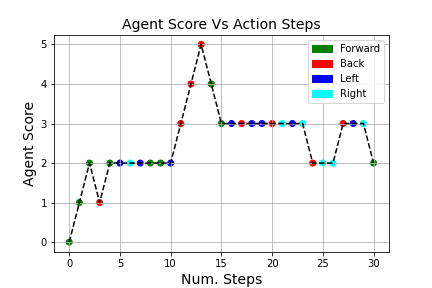 Agent Score Vs Action Steps
Forward
Back
Left
Right
Agent Score
5
4
3
2
1
0
0 5 10 15 20 25 30
Num. Steps